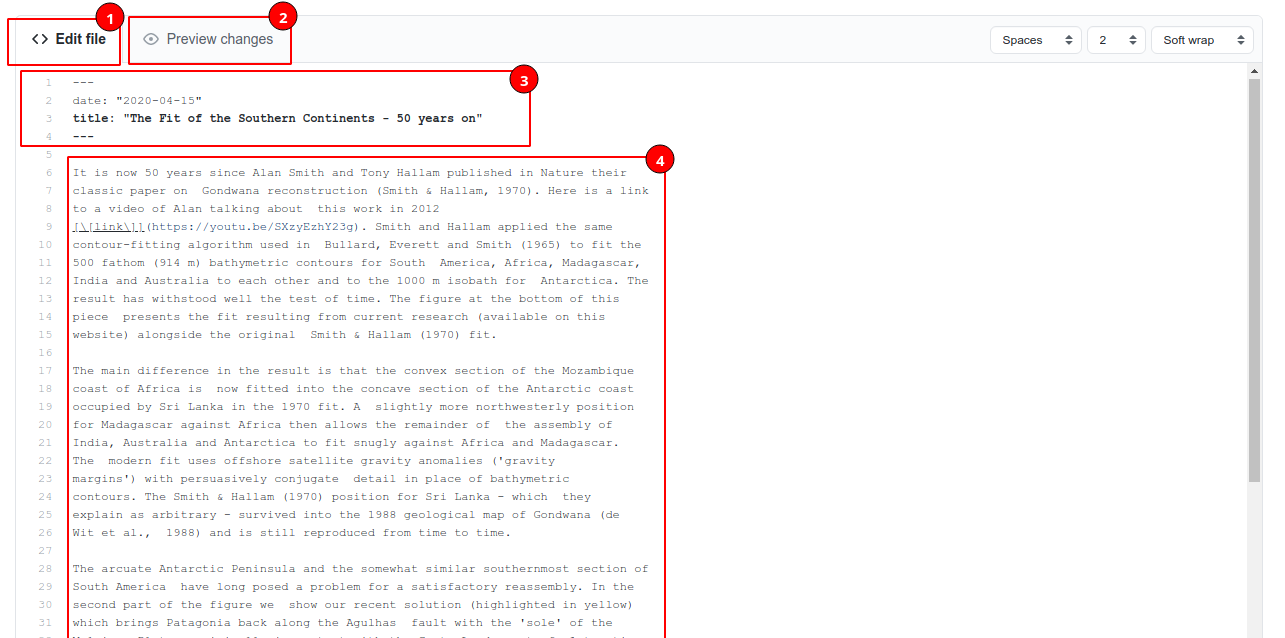 1
2
Edit file
Preview changes
Spaces
2
Soft wrap
3
1 ---
2 date: "2020-04-15"
3 title: "The Fit of the Southern Continents - 50 years on"
4 ---
5
4
6 It is now 50 years since Alan Smith and Tony Hallam published in Nature their
7 classic paper on  Gondwana reconstruction (Smith & Hallam, 1970). Here is a link
8 to a video of Alan talking about  this work in 2012
9 [\[link\]](https://youtu.be/SXzyEzhY23g). Smith and Hallam applied the same
10 contour-fitting algorithm used in  Bullard, Everett and Smith (1965) to fit the
11 500 fathom (914 m) bathymetric contours for South  America, Africa, Madagascar,
12 India and Australia to each other and to the 1000 m isobath for  Antarctica. The
13 result has withstood well the test of time. The figure at the bottom of this
14 piece  presents the fit resulting from current research (available on this
15 website) alongside the original  Smith & Hallam (1970) fit.
16
17 The main difference in the result is that the convex section of the Mozambique
18 coast of Africa is  now fitted into the concave section of the Antarctic coast
19 occupied by Sri Lanka in the 1970 fit. A  slightly more northwesterly position
20 for Madagascar against Africa then allows the remainder of  the assembly of
21 India, Australia and Antarctica to fit snugly against Africa and Madagascar.
22 The  modern fit uses offshore satellite gravity anomalies ('gravity
23 margins') with persuasively conjugate  detail in place of bathymetric
24 contours. The Smith & Hallam (1970) position for Sri Lanka - which  they
25 explain as arbitrary - survived into the 1988 geological map of Gondwana (de
26 Wit et al.,  1988) and is still reproduced from time to time.
27
28 The arcuate Antarctic Peninsula and the somewhat similar southernmost section of
29 South America  have long posed a problem for a satisfactory reassembly. In the
30 second part of the figure we  show our recent solution (highlighted in yellow)
31 which brings Patagonia back along the Agulhas  fault with the 'sole' of the